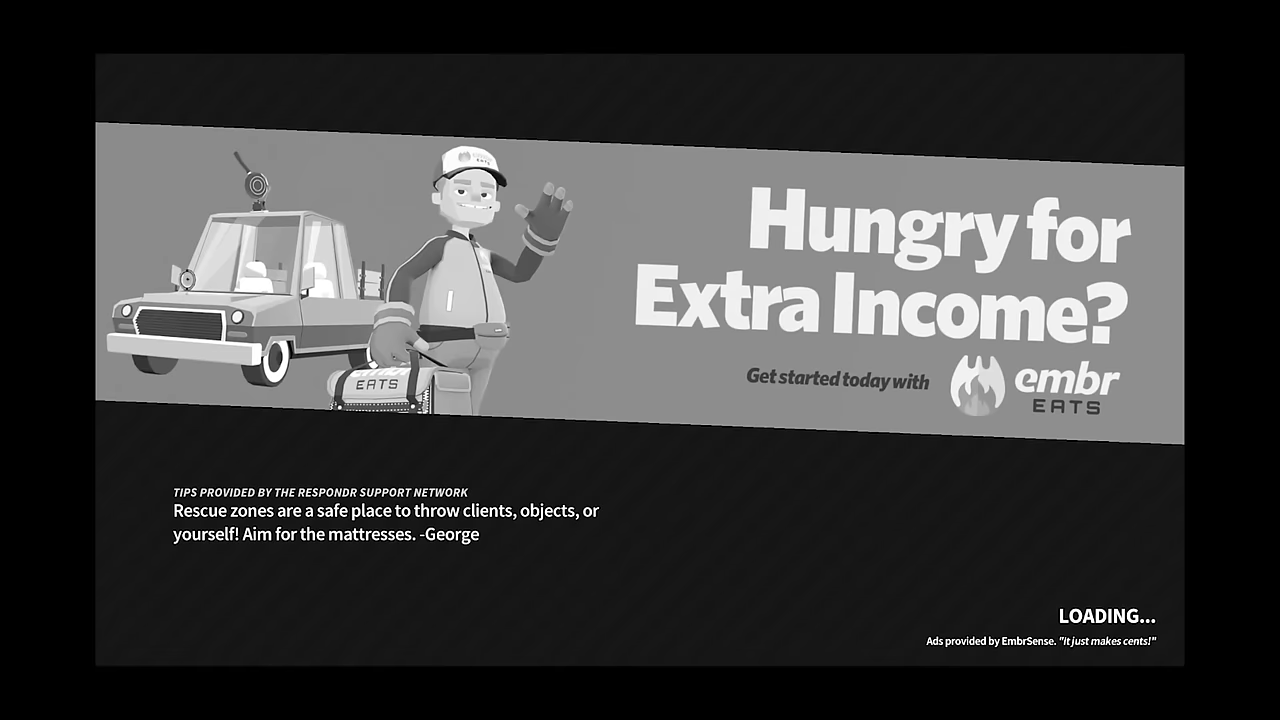 Hungry for
Extra Income?
Get started today with
embr
EATS
EATS
TIPS PROVIDED BY THE RESPONDR SUPPORT NETWORK
Rescue zones are a safe place to throw clients, objects, or
yourself! Aim for the mattresses. -George
LOADING...
Ads provided by EmbrSense. "It just makes cents!"